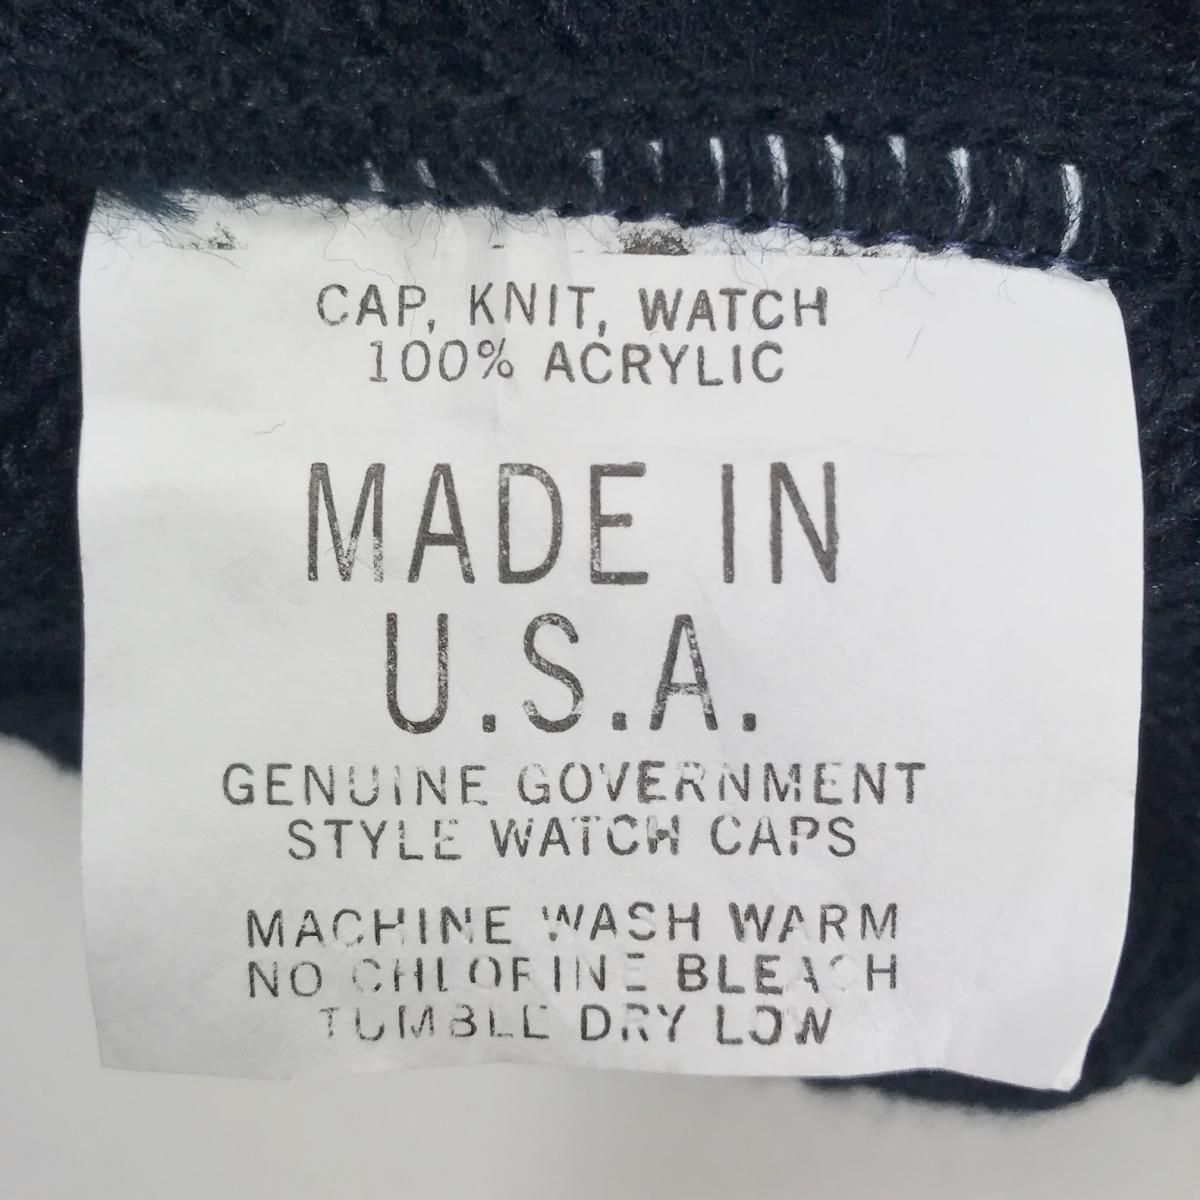 CAP, KNIT, WATCH
100% ACRYLIC
MADE IN
U.S.A.
GENUINE GOVERNMENT
STYLE WATCH CAPS
MACHINE WASH WARM
NO CHLORINE BLEACH
TUMBLE DRY LOW